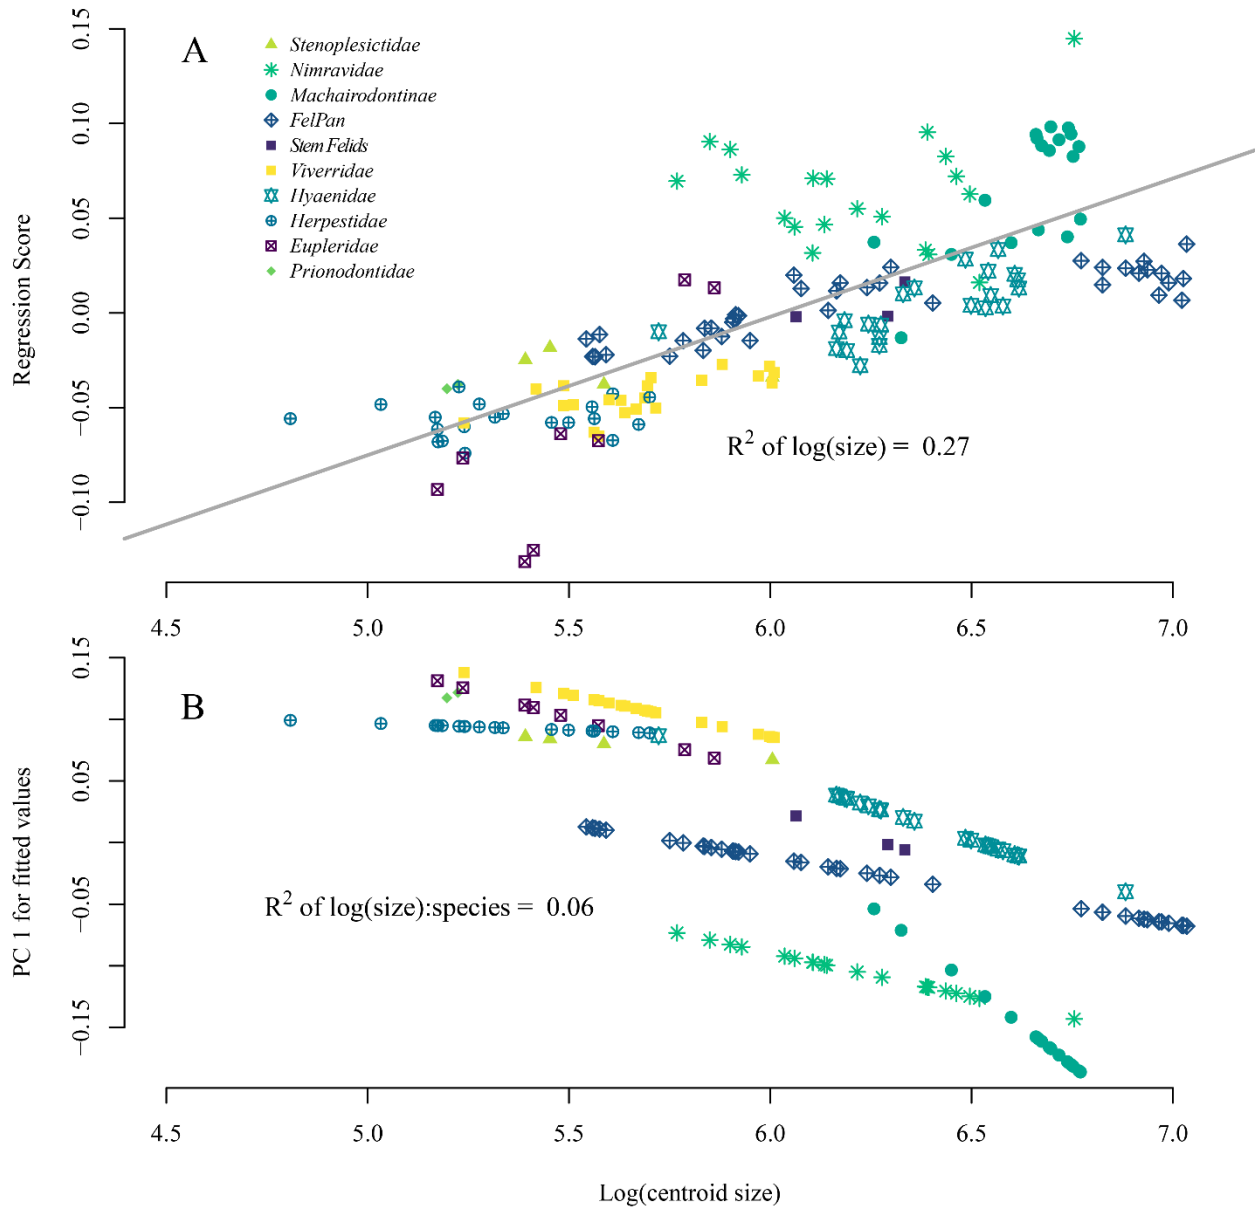 A
Stenoplesictidae
Nimravidae
Machairodontinae
FelPan
Stem Felids
Viverridae
Hyaenidae
Herpestidae
Eupleridae
Prionodontidae
Regression Score
0.15
0.10
0.05
0.00
−0.05
−0.10
R² of log(size) = 0.27
4.5 5.0 5.5 6.0 6.5 7.0
B
PC 1 for fitted values
0.15
0.05
−0.05
−0.15
R² of log(size):species = 0.06
4.5 5.0 5.5 6.0 6.5 7.0
Log(centroid size)